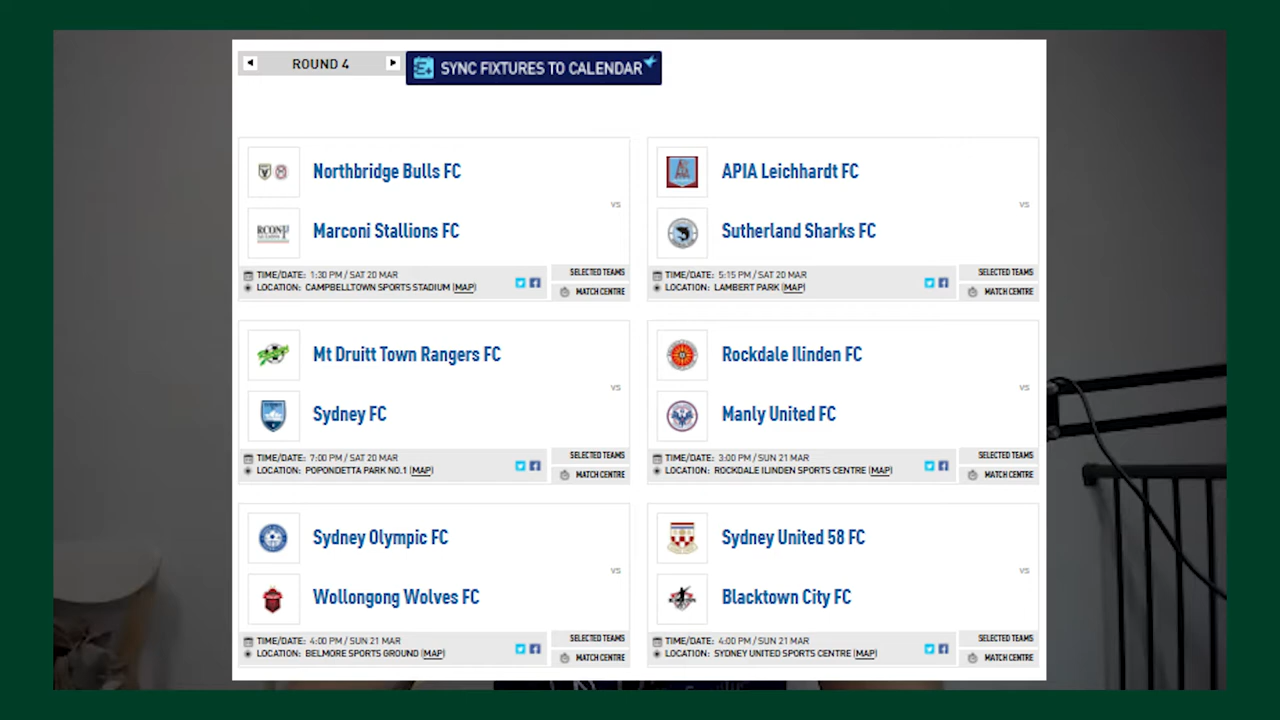 ROUND 4
SYNC FIXTURES TO CALENDAR
Northbridge Bulls FC
vs
RCONI
Marconi Stallions FC
TIME/DATE: 1:30 PM / SAT 20 MAR
LOCATION: CAMPBELLTOWN SPORTS STADIUM (MAP)
SELECTED TEAMS
MATCH CENTRE
APIA Leichhardt FC
vs
Sutherland Sharks FC
TIME/DATE: 5:15 PM / SAT 20 MAR
LOCATION: LAMBERT PARK (MAP)
SELECTED TEAMS
MATCH CENTRE
Mt Druitt Town Rangers FC
vs
Sydney FC
TIME/DATE: 7:00 PM / SAT 20 MAR
LOCATION: POPONDETTA PARK NO.1 (MAP)
SELECTED TEAMS
MATCH CENTRE
Rockdale Ilinden FC
vs
Manly United FC
TIME/DATE: 3:00 PM / SUN 21 MAR
LOCATION: ROCKDALE ILINDEN SPORTS CENTRE (MAP)
SELECTED TEAMS
MATCH CENTRE
Sydney Olympic FC
vs
Wollongong Wolves FC
TIME/DATE: 4:00 PM / SUN 21 MAR
LOCATION: BELMORE SPORTS GROUND (MAP)
SELECTED TEAMS
MATCH CENTRE
Sydney United 58 FC
vs
Blacktown City FC
TIME/DATE: 4:00 PM / SUN 21 MAR
LOCATION: SYDNEY UNITED SPORTS CENTRE (MAP)
SELECTED TEAMS
MATCH CENTRE